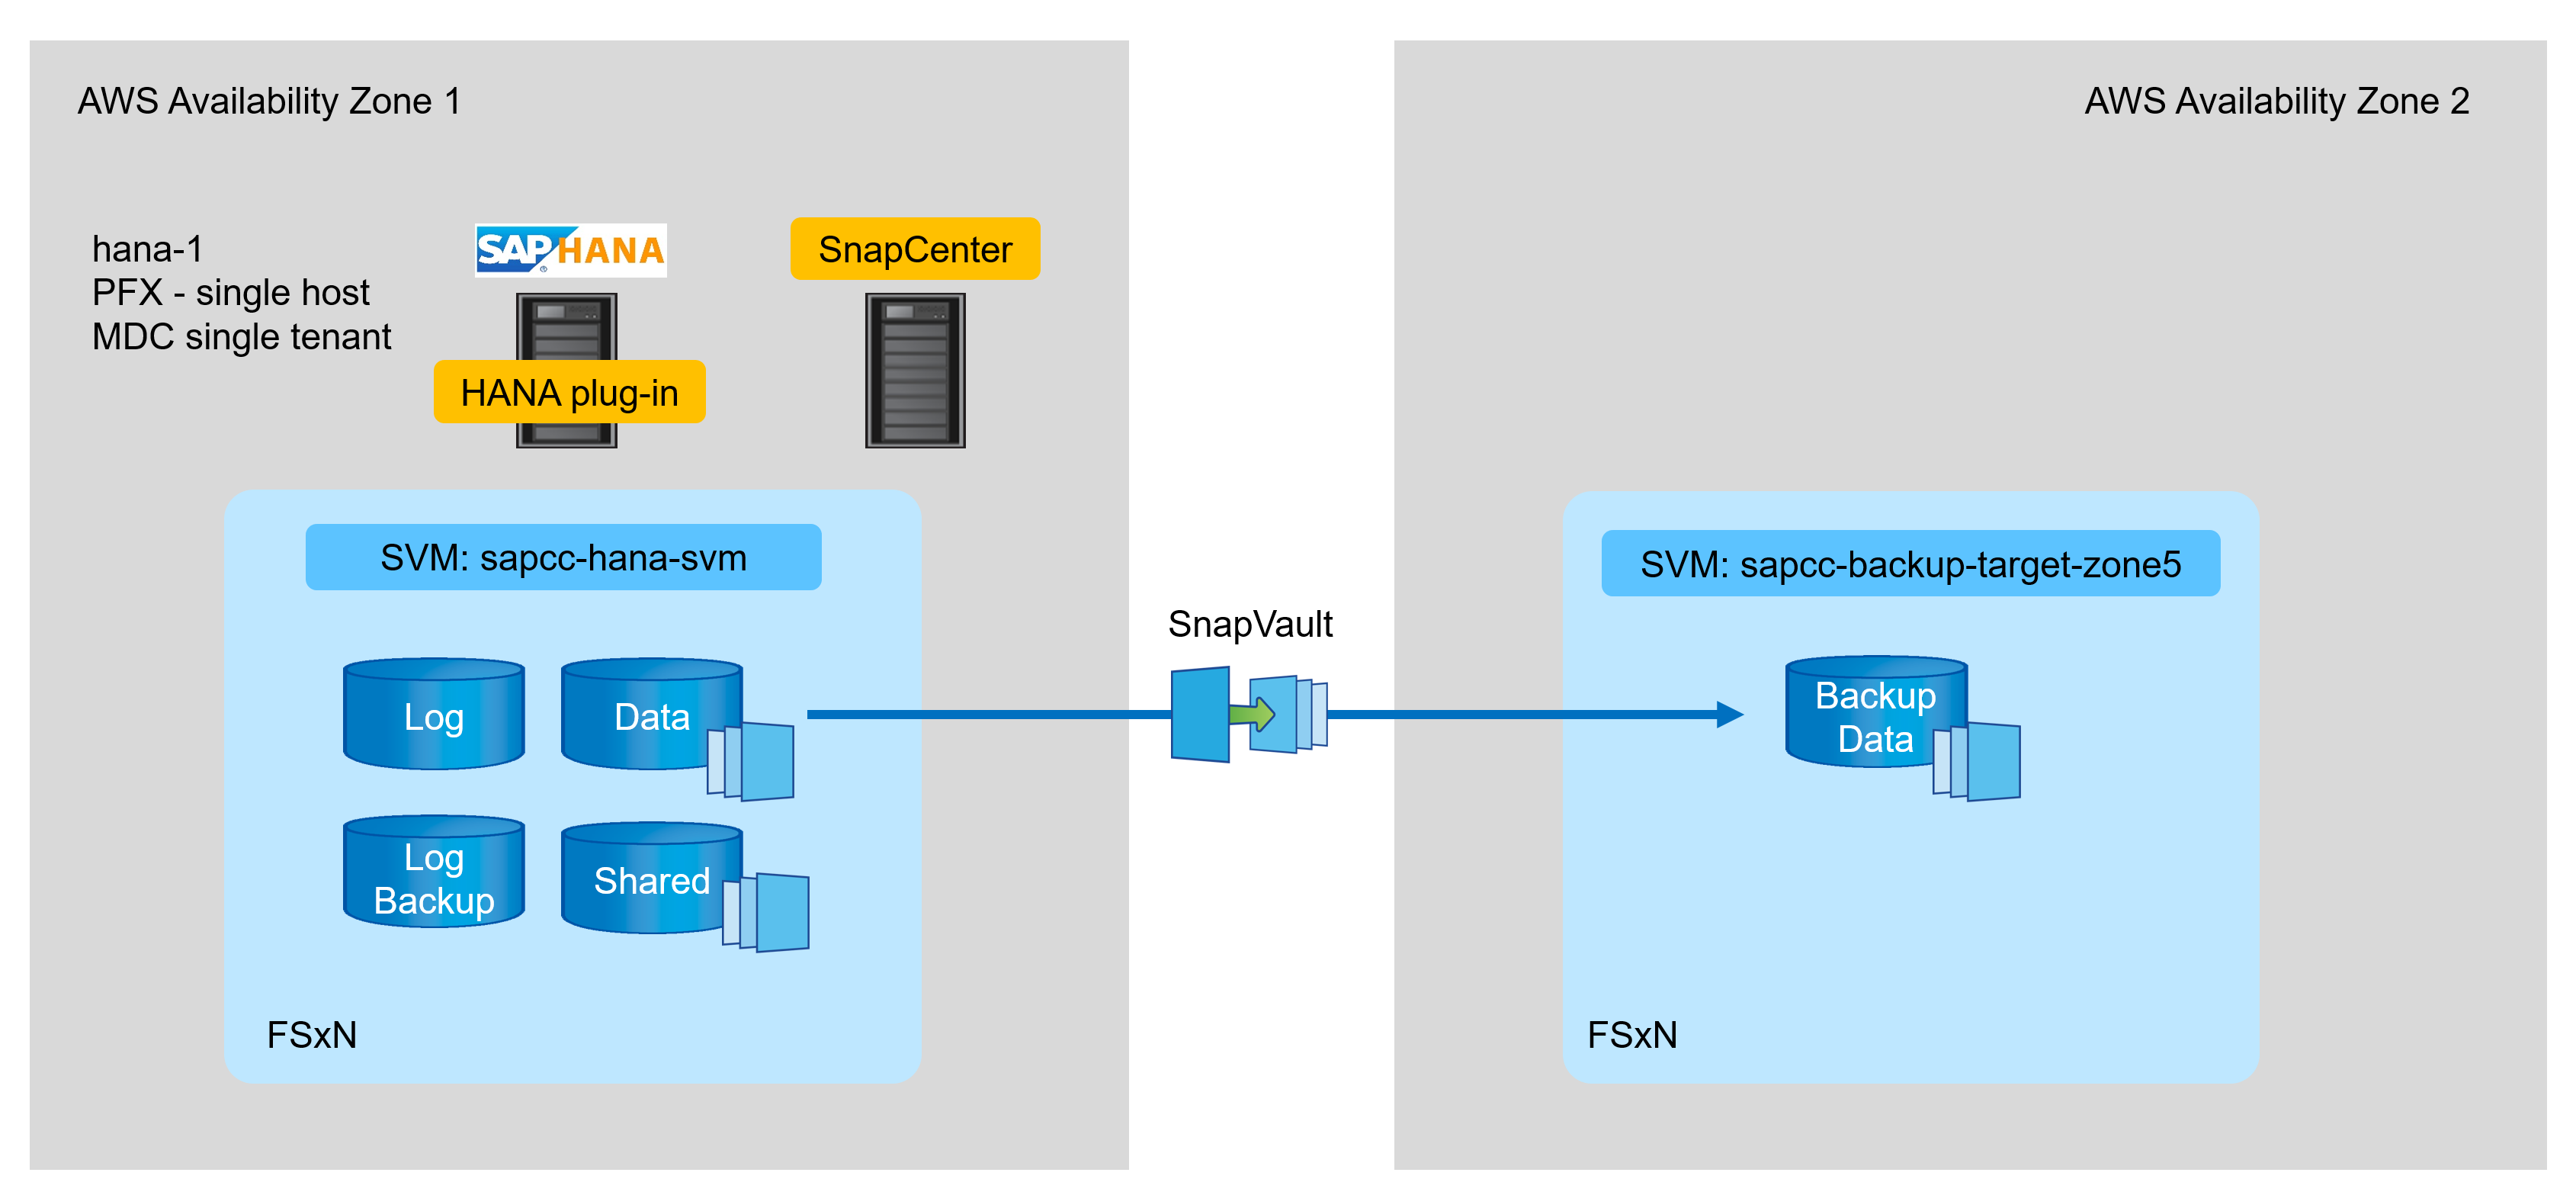 AWS Availability Zone 1
AWS Availability Zone 2
hana-1
PFX - single host
MDC single tenant
SAP® HANA
SnapCenter
HANA plug-in
SVM: sapcc-hana-svm
SVM: sapcc-backup-target-zone5
SnapVault
Log
Data
Backup
Data
Log
Backup
Shared
FSxN
FSxN